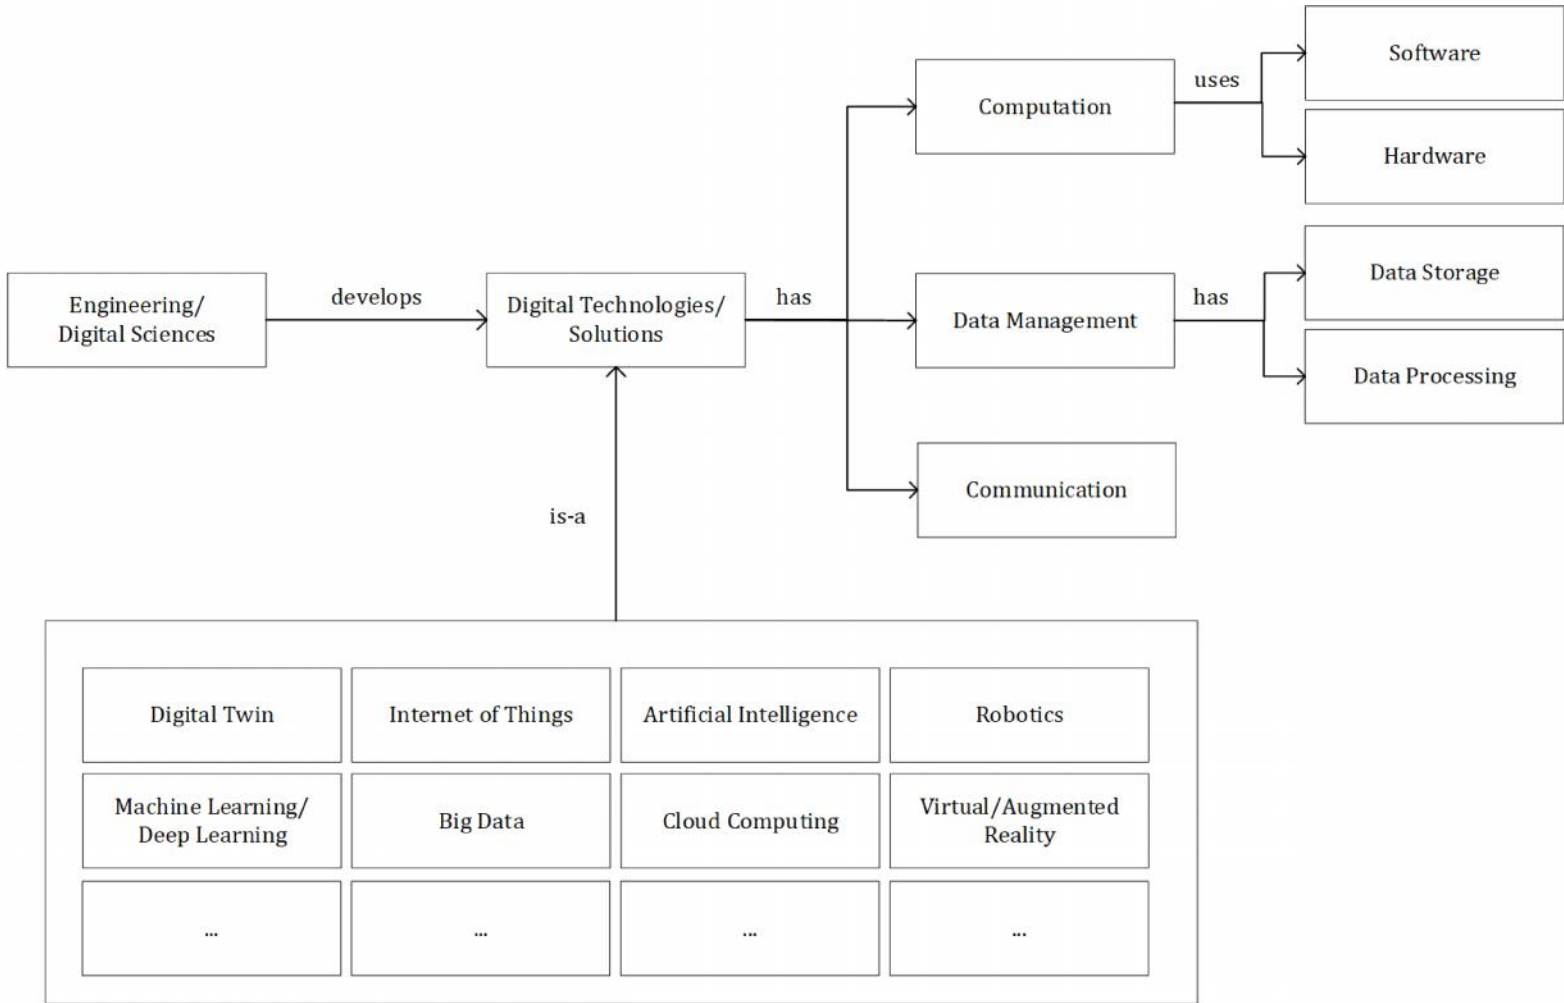 Software
Computation
uses
Hardware
Engineering/
Digital Sciences
develops
Digital Technologies/
Solutions
has
Data Management
has
Data Storage
Data Processing
Communication
is-a
Digital Twin
Internet of Things
Artificial Intelligence
Robotics
Machine Learning/
Deep Learning
Big Data
Cloud Computing
Virtual/Augmented
Reality
...
...
...
...